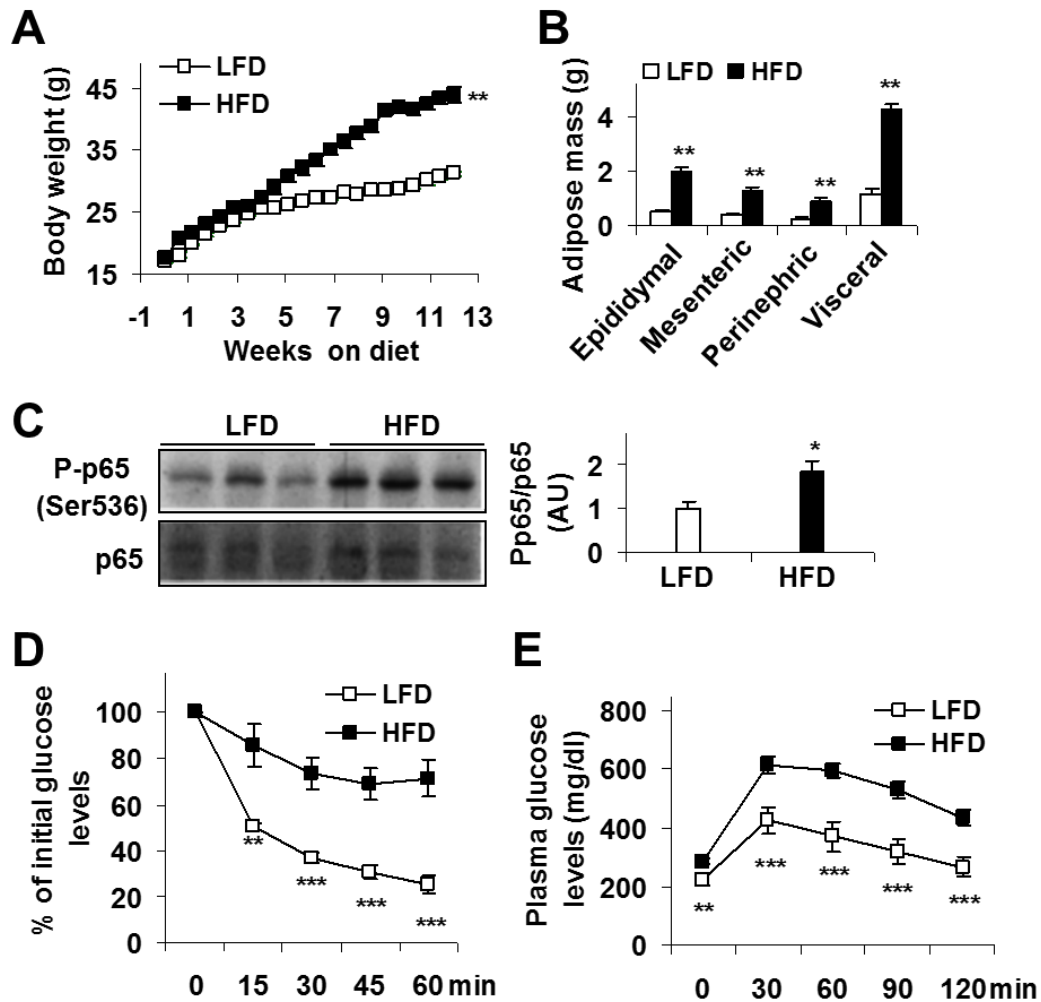 A
LFD
HFD
Body weight (g)
45
35
25
15
**
-1 1 3 5 7 9 11 13
Weeks on diet
B
LFD HFD
Adipose mass (g)
4
2
0
** ** ** **
Epididymal
Mesenteric
Perinephric
Visceral
C
LFD HFD
P-p65
(Ser536)
p65
Pp65/p65
(AU)
2
1
0
*
LFD HFD
D
LFD
HFD
% of initial glucose
levels
100
80
60
40
20
0
**
***
***
***
0 15 30 45 60 min
E
LFD
HFD
Plasma glucose
levels (mg/dl)
800
600
400
200
0
**
***
***
***
***
0 30 60 90 120 min